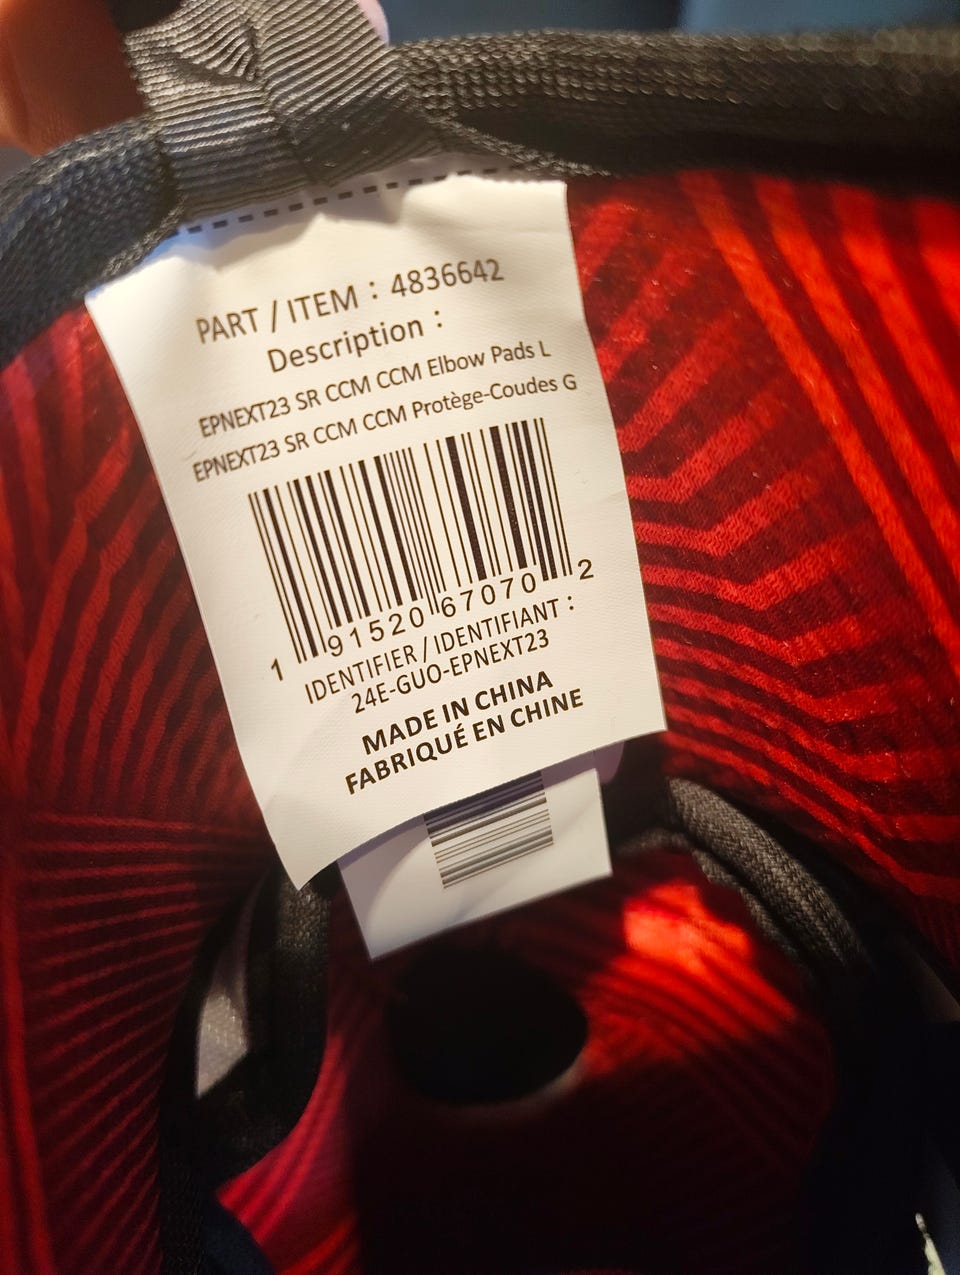 PART / ITEM : 4836642
Description :
EPNEXT23 SR CCM CCM Elbow Pads L
EPNEXT23 SR CCM CCM Protège-Coudes G
1 91520 67070 2
IDENTIFIER / IDENTIFIANT :
24E-GUO-EPNEXT23
MADE IN CHINA
FABRIQUÉ EN CHINE